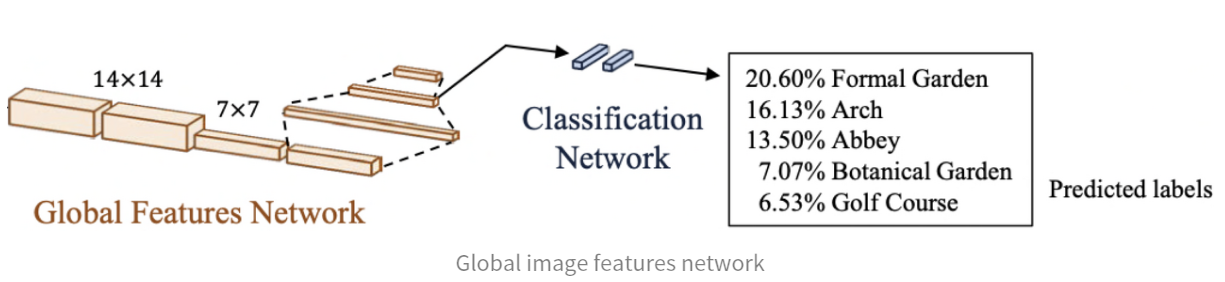 14×14
7×7
Global Features Network
Classification
Network
20.60% Formal Garden
16.13% Arch
13.50% Abbey
7.07% Botanical Garden
6.53% Golf Course
Predicted labels
Global image features network